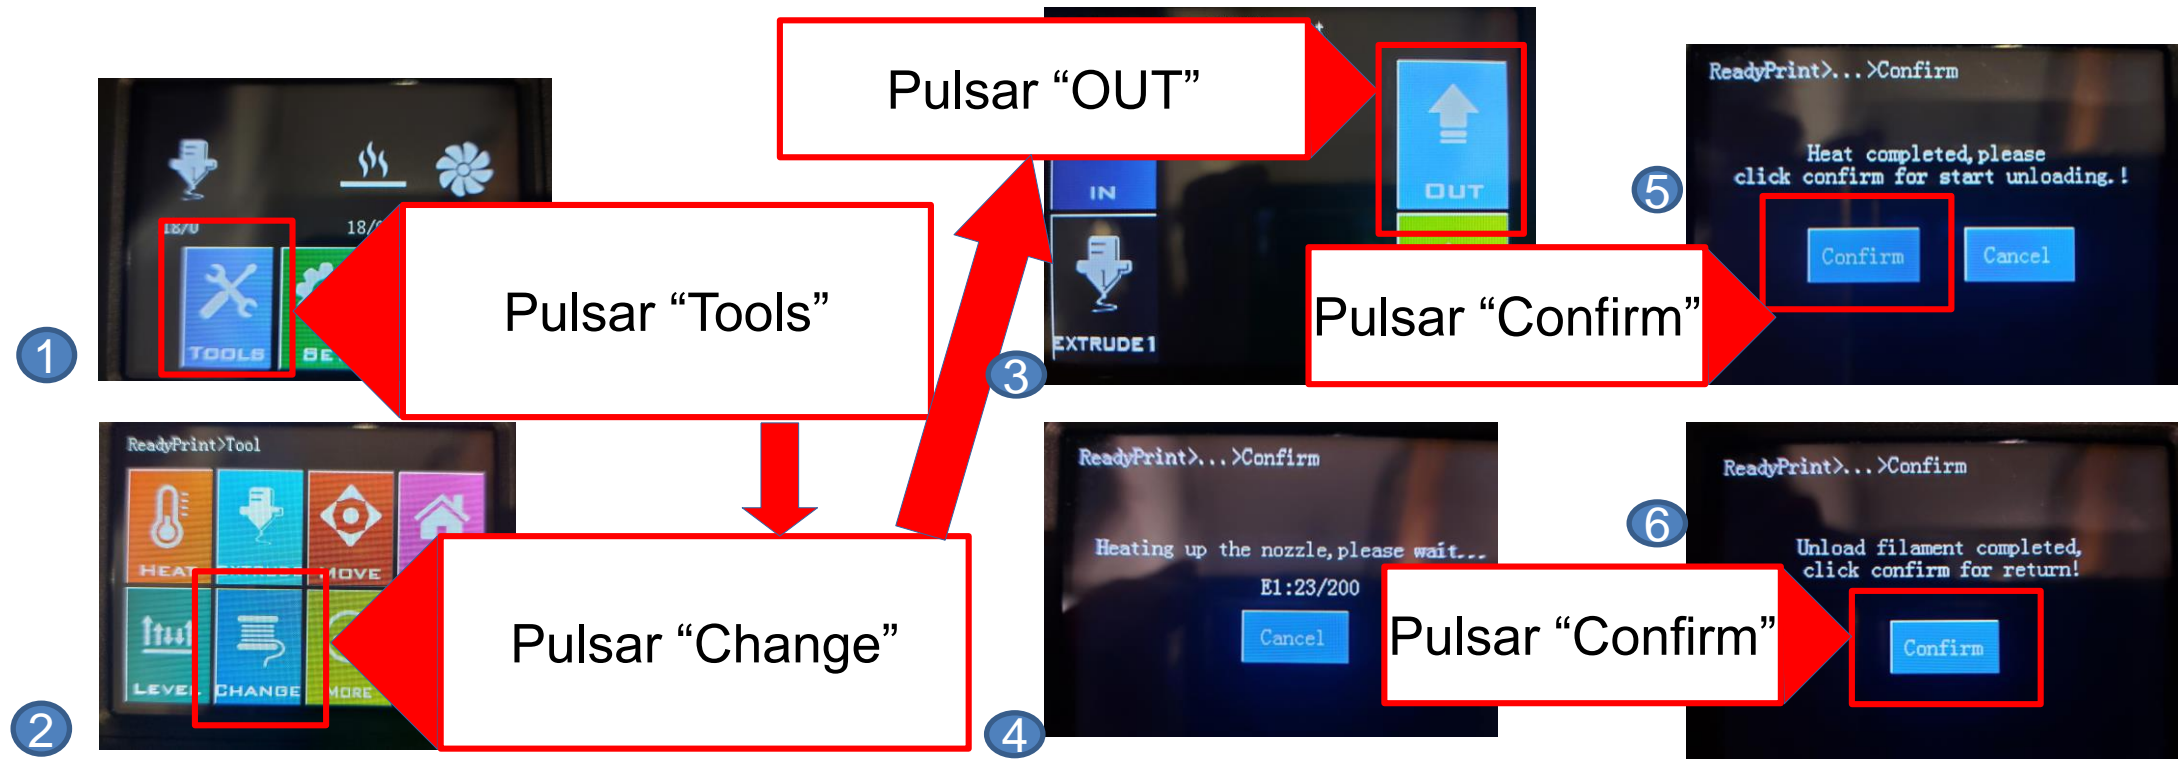 1
18/0
18/
TOOLS
SE
Pulsar “Tools”
2
ReadyPrint>Tool
HEAT
MOVE
LEVEL
CHANGE
MORE
Pulsar “Change”
3
Pulsar “OUT”
IN
OUT
EXTRUDE1
4
ReadyPrint>...>Confirm
Heating up the nozzle,please wait...
E1:23/200
Cancel
5
ReadyPrint>...>Confirm
Heat completed,please
click confirm for start unloading.!
Confirm
Cancel
Pulsar “Confirm”
6
ReadyPrint>...>Confirm
Unload filament completed,
click confirm for return!
Confirm
Pulsar “Confirm”